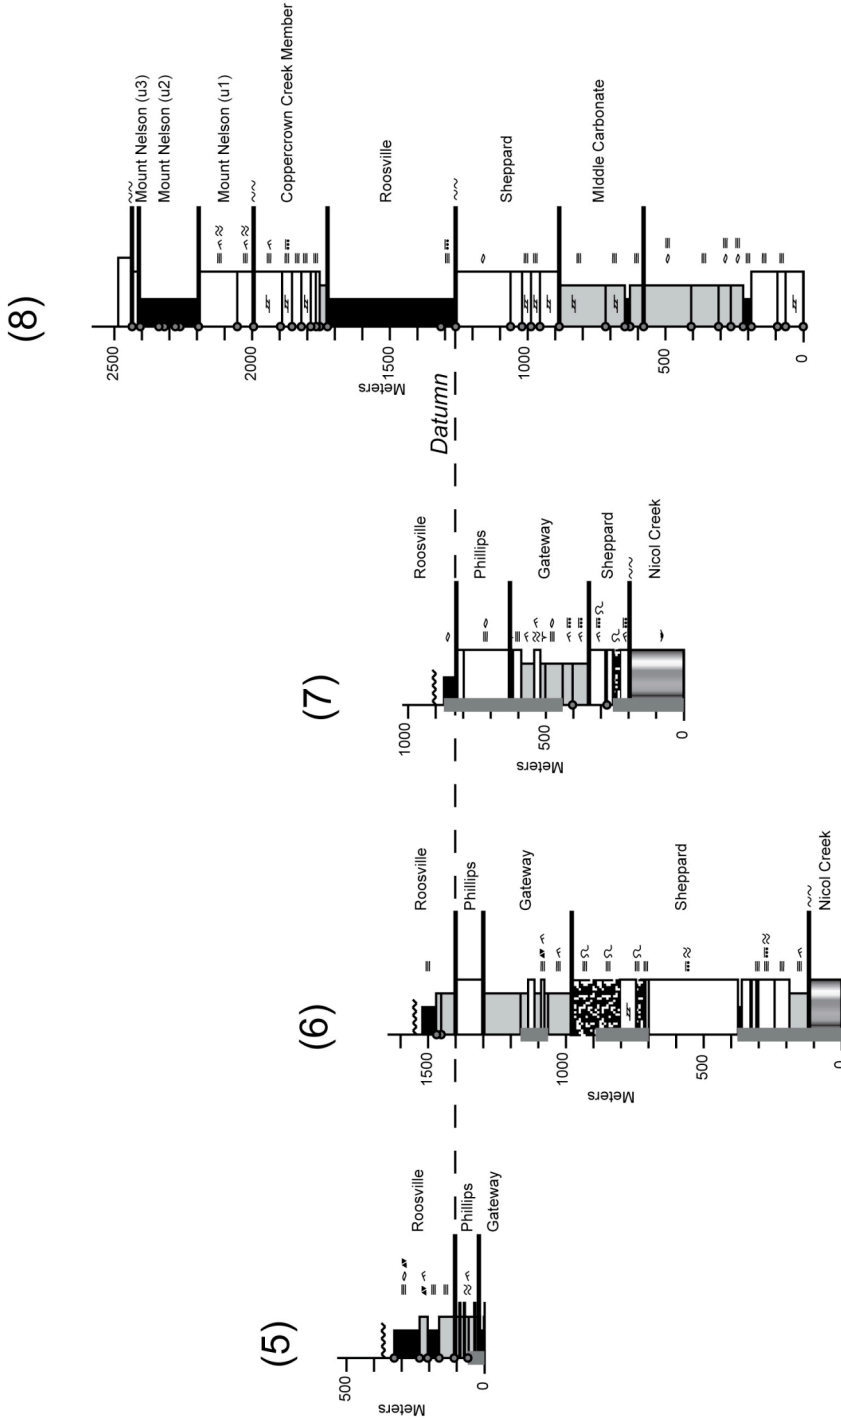 (5)
500
0
Meters
Roosville
Phillips
Gateway
(6)
1500
1000
500
0
Meters
Roosville
Phillips
Gateway
Sheppard
Nicol Creek
(7)
1000
500
0
Meters
Roosville
Phillips
Gateway
Sheppard
Nicol Creek
Datumn
(8)
2500
2000
1500
1000
500
0
Meters
Mount Nelson (u3)
Mount Nelson (u2)
Mount Nelson (u1)
Coppercrown Creek Member
Roosville
Sheppard
MIddle Carbonate